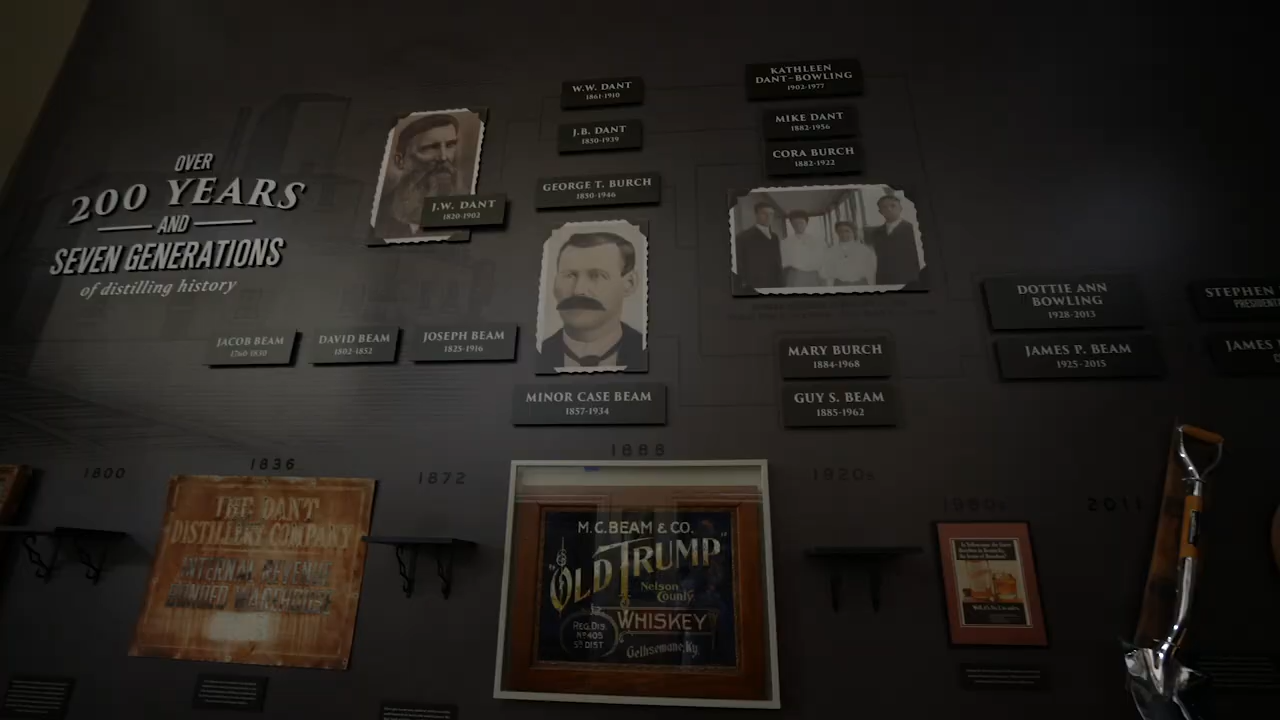 OVER
200 YEARS
AND
SEVEN GENERATIONS
of distilling history
J.W. DANT
1820-1902
W.W. DANT
1861-1910
J.B. DANT
1850-1939
GEORGE T. BURCH
1850-1946
KATHLEEN
DANT-BOWLING
1902-1977
MIKE DANT
1882-1956
CORA BURCH
1882-1922
JACOB BEAM
1760-1830
DAVID BEAM
1802-1852
JOSEPH BEAM
1825-1916
MINOR CASE BEAM
1857-1934
MARY BURCH
1884-1968
GUY S. BEAM
1885-1962
DOTTIE ANN
BOWLING
1928-2013
JAMES P. BEAM
1925-2015
STEPHEN
PRESIDENT
JAMES
1800
1836
1872
1888
1920s
1980s
2011
THE DANT
DISTILLERY COMPANY
INTERNAL REVENUE
BONDED WAREHOUSE
M.C. BEAM & CO.
"OLD TRUMP"
Nelson
County
WHISKEY
REG. DIS.
No 405
5th DIST
Gethsemane, Ky.